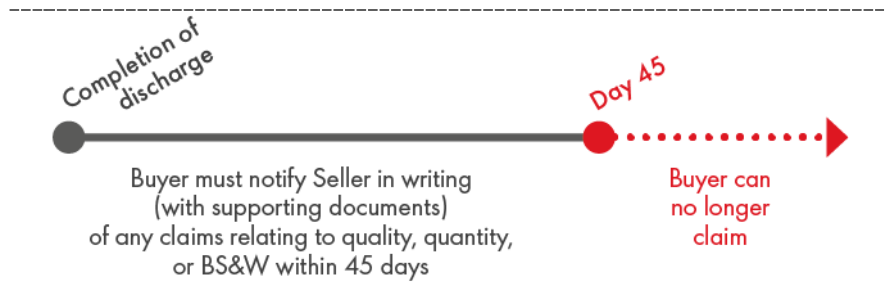 Completion of
discharge
Day 45
Buyer must notify Seller in writing
(with supporting documents)
of any claims relating to quality, quantity,
or BS&W within 45 days
Buyer can
no longer
claim